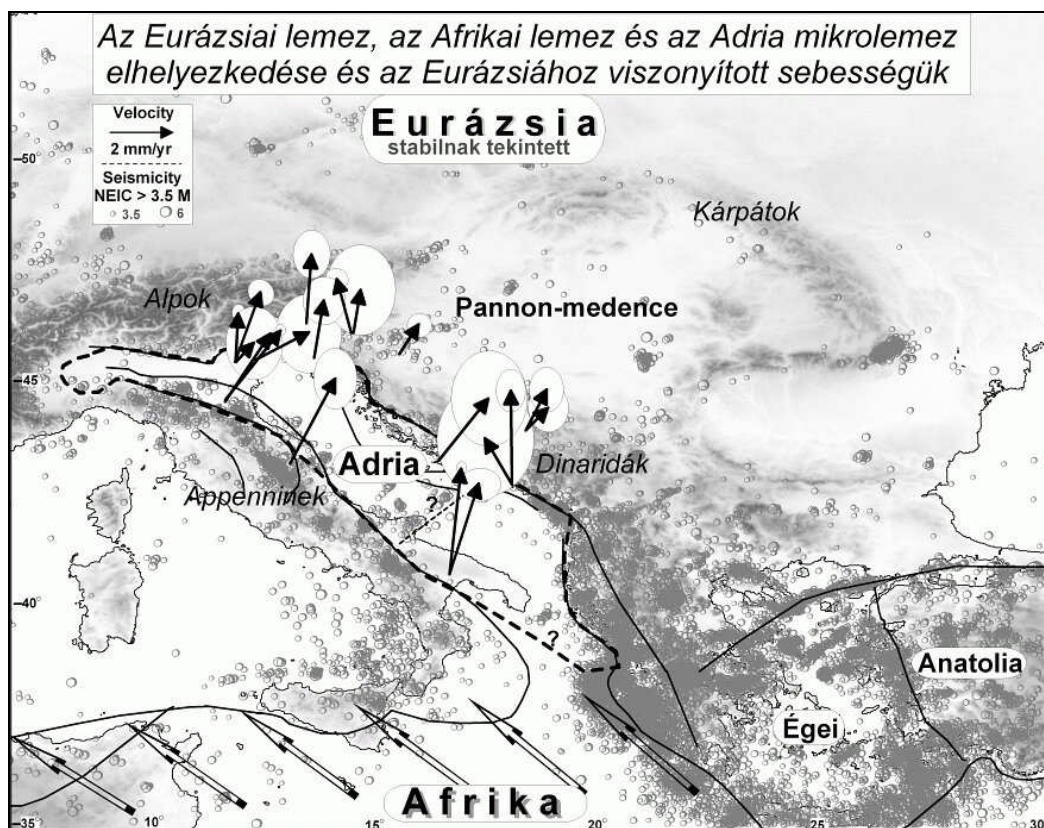 Az Eurázsiai lemez, az Afrikai lemez és az Adria mikrolemez
elhelyezkedése és az Eurázsiához viszonyított sebességük
Velocity
2 mm/yr
Seismicity
NEIC > 3.5 M
3.5 6
Eurázsia
stabilnak tekintett
50°
Kárpátok
Alpok
Pannon-medence
45°
Adria
Dinaridák
Appenninek
?
40°
?
Anatolia
Égei
Afrika
35° 10° 15° 20° 25° 30